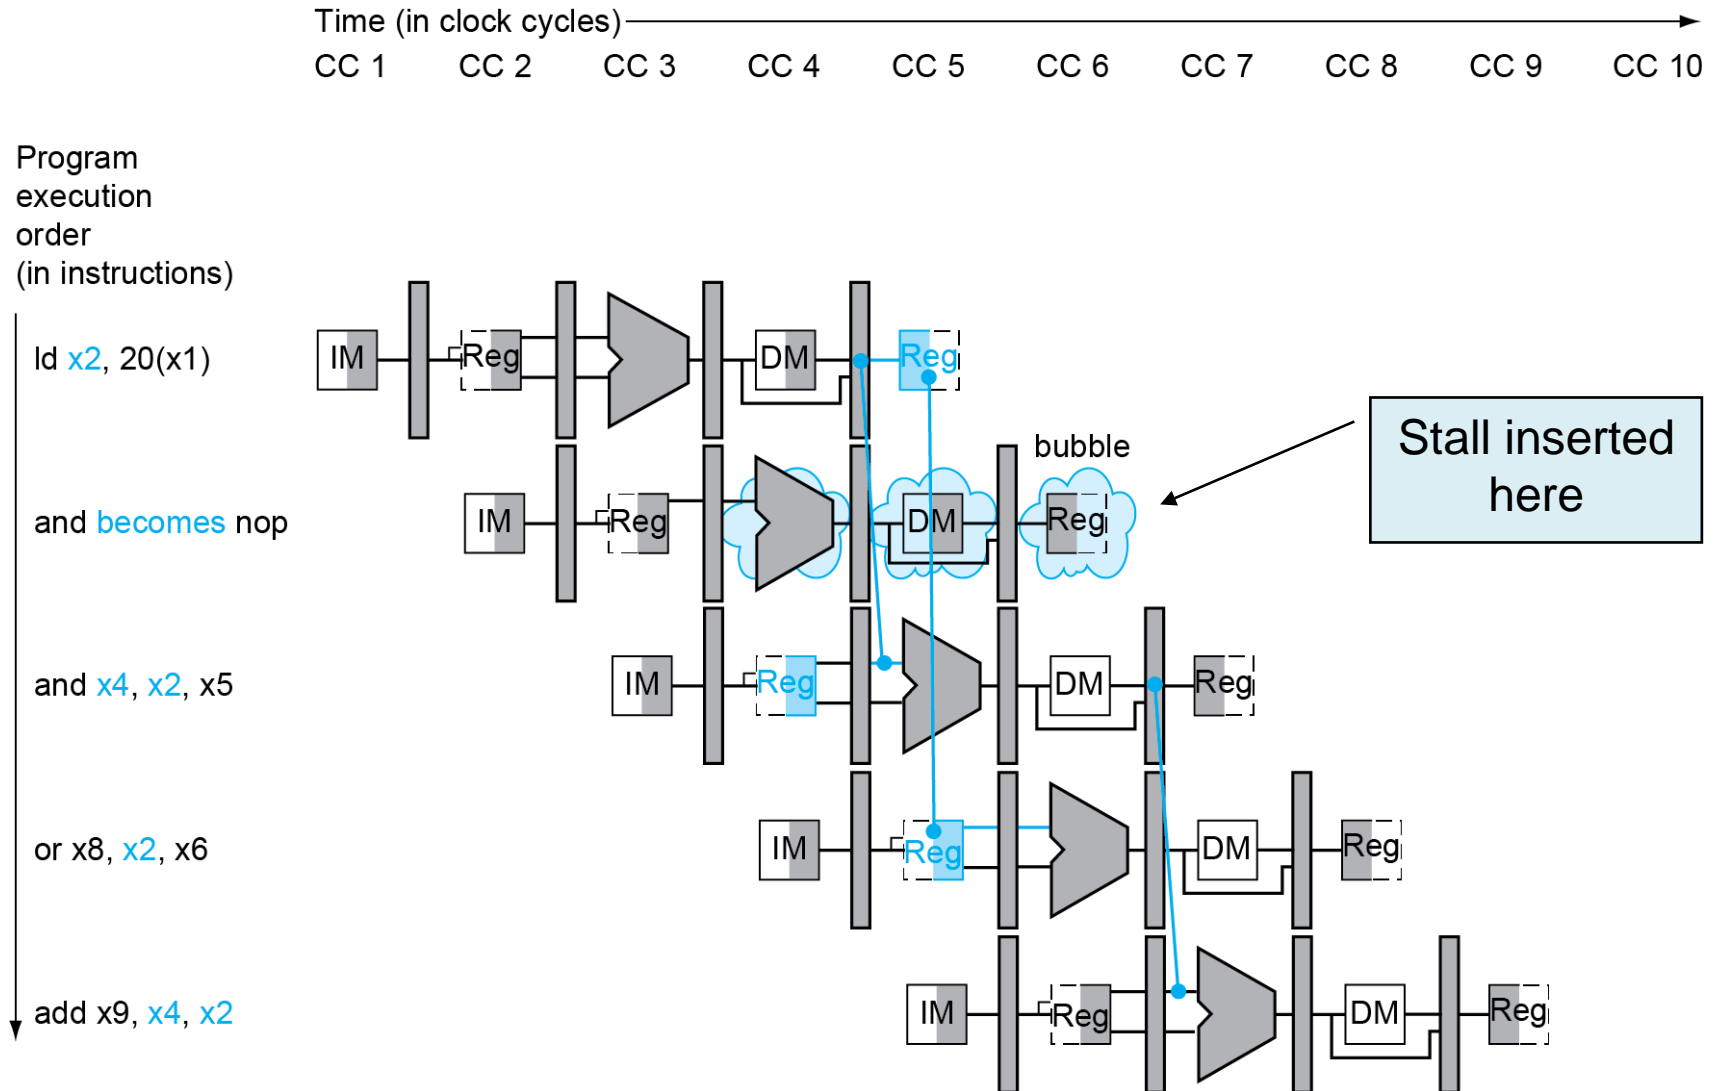 Time (in clock cycles)
CC 1 CC 2 CC 3 CC 4 CC 5 CC 6 CC 7 CC 8 CC 9 CC 10
Program
execution
order
(in instructions)
ld x2, 20(x1)
IM Reg DM Reg
Stall inserted
here
bubble
and becomes nop
IM Reg DM Reg
and x4, x2, x5
IM Reg DM Reg
or x8, x2, x6
IM Reg DM Reg
add x9, x4, x2
IM Reg DM Reg